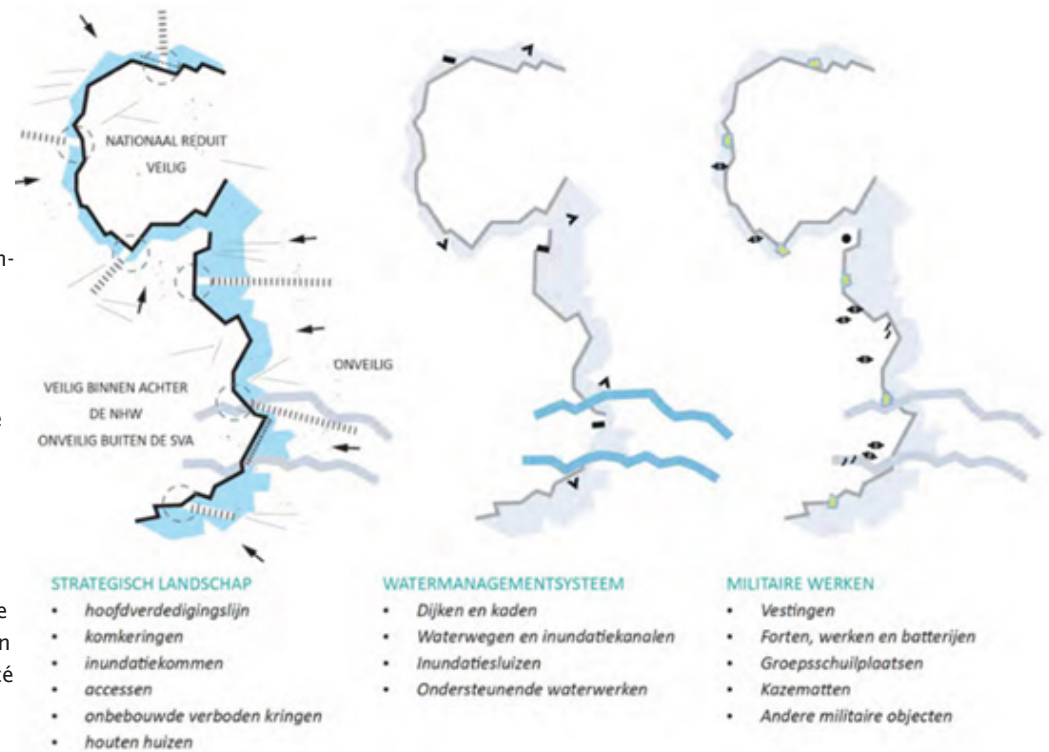 NATIONAAL REDUIT
VEILIG
ONVEILIG
VEILIG BINNEN ACHTER
DE NHW
ONVEILIG BUITEN DE SVA
STRATEGISCH LANDSCHAP
• hoofdverdedigingslijn
• komkeringen
• inundatiekommen
• accessen
• onbebouwde verboden kringen
• houten huizen
WATERMANAGEMENTSYSTEEM
• Dijken en kaden
• Waterwegen en inundatiekanalen
• Inundatiesluizen
• Ondersteunende waterwerken
MILITAIRE WERKEN
• Vestingen
• Forten, werken en batterijen
• Groepsschuilplaatsen
• Kazematten
• Andere militaire objecten